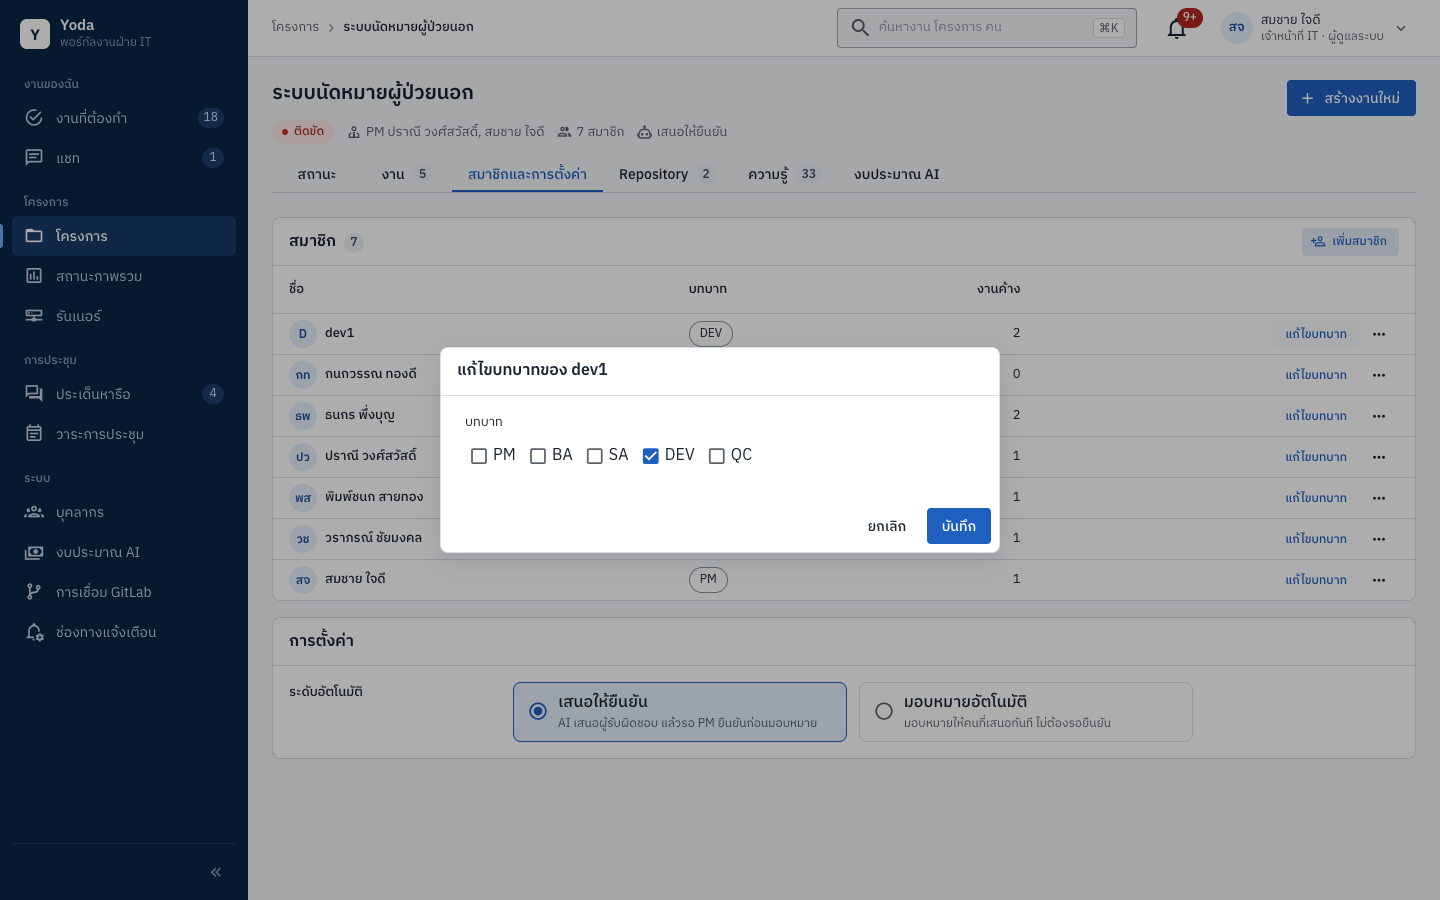 Y
Yoda
พอร์ทัลงานฝ่าย IT
งานของฉัน
งานที่ต้องทำ 18
แชท 1
โครงการ
โครงการ
สถานะภาพรวม
รันเนอร์
การประชุม
ประเด็นหารือ 4
วาระการประชุม
ระบบ
บุคลากร
งบประมาณ AI
การเชื่อม GitLab
ช่องทางแจ้งเตือน
โครงการ ระบบนัดหมายผู้ป่วยนอก
ค้นหางาน โครงการ คน ⌘K
9+
สจ
สมชาย ใจดี
เจ้าหน้าที่ IT · ผู้ดูแลระบบ
ระบบนัดหมายผู้ป่วยนอก
สร้างงานใหม่
ติดขัด PM ปราณี วงศ์สวัสดิ์, สมชาย ใจดี 7 สมาชิก เสนอให้ยืนยัน
สถานะ งาน 5 สมาชิกและการตั้งค่า Repository 2 ความรู้ 33 งบประมาณ AI
สมาชิก 7
เพิ่มสมาชิก
ชื่อ บทบาท งานค้าง
D dev1 DEV 2 แก้ไขบทบาท
กท กนกวรรณ ทองดี 0 แก้ไขบทบาท
ธพ ธนกร พึ่งบุญ 2 แก้ไขบทบาท
ปว ปราณี วงศ์สวัสดิ์ 1 แก้ไขบทบาท
พส พิมพ์ชนก สายทอง 1 แก้ไขบทบาท
วช วราภรณ์ ชัยมงคล 1 แก้ไขบทบาท
สจ สมชาย ใจดี PM 1 แก้ไขบทบาท
แก้ไขบทบาทของ dev1
บทบาท
PM BA SA DEV QC
ยกเลิก บันทึก
การตั้งค่า
ระดับอัตโนมัติ
เสนอให้ยืนยัน
AI เสนอผู้รับผิดชอบ แล้วรอ PM ยืนยันก่อนมอบหมาย
มอบหมายอัตโนมัติ
มอบหมายให้คนที่เสนอทันที ไม่ต้องรอยืนยัน